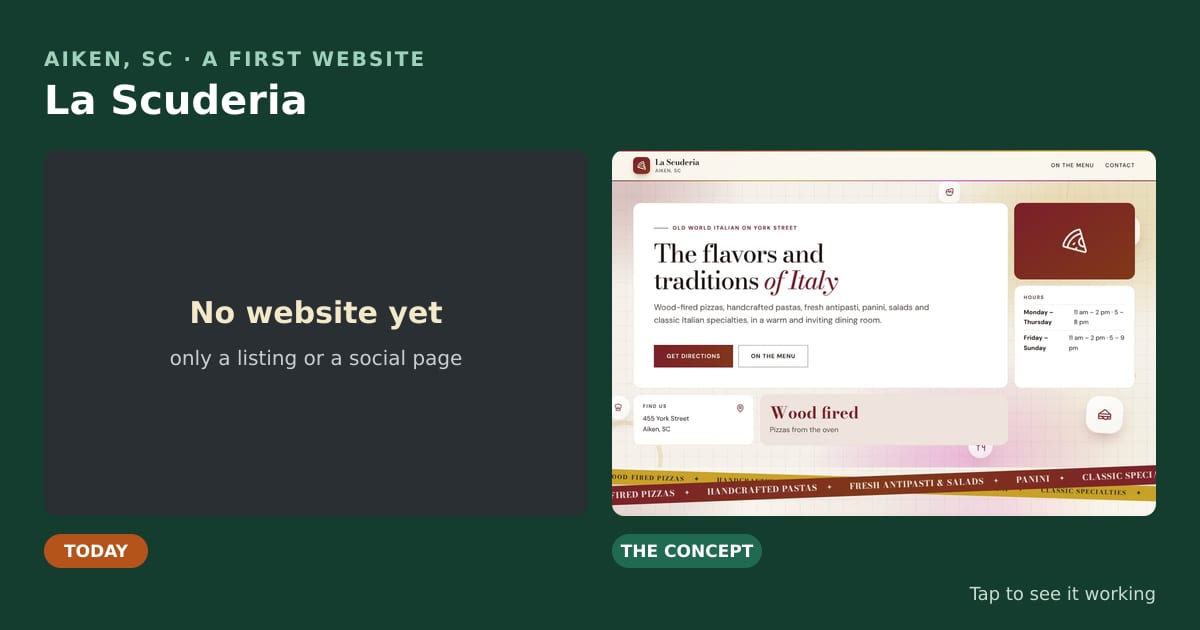 AIKEN, SC · A FIRST WEBSITE
La Scuderia
No website yet
only a listing or a social page
TODAY
La Scuderia
AIKEN, SC
ON THE MENU CONTACT
OLD WORLD ITALIAN ON YORK STREET
The flavors and
traditions of Italy
Wood-fired pizzas, handcrafted pastas, fresh antipasti, panini, salads and
classic Italian specialties, in a warm and inviting dining room.
GET DIRECTIONS ON THE MENU
HOURS
Monday – Thursday
11 am – 2 pm · 5 – 8 pm
Friday – Sunday
11 am – 2 pm · 5 – 9 pm
FIND US
455 York Street
Aiken, SC
Wood fired
Pizzas from the oven
OOD FIRED PIZZAS ✦
CLASSIC SPECIALTIES ✦
FIRED PIZZAS ✦ HANDCRAFTED PASTAS ✦ FRESH ANTIPASTI & SALADS ✦ PANINI ✦ CLASSIC SPECI
THE CONCEPT
Tap to see it working